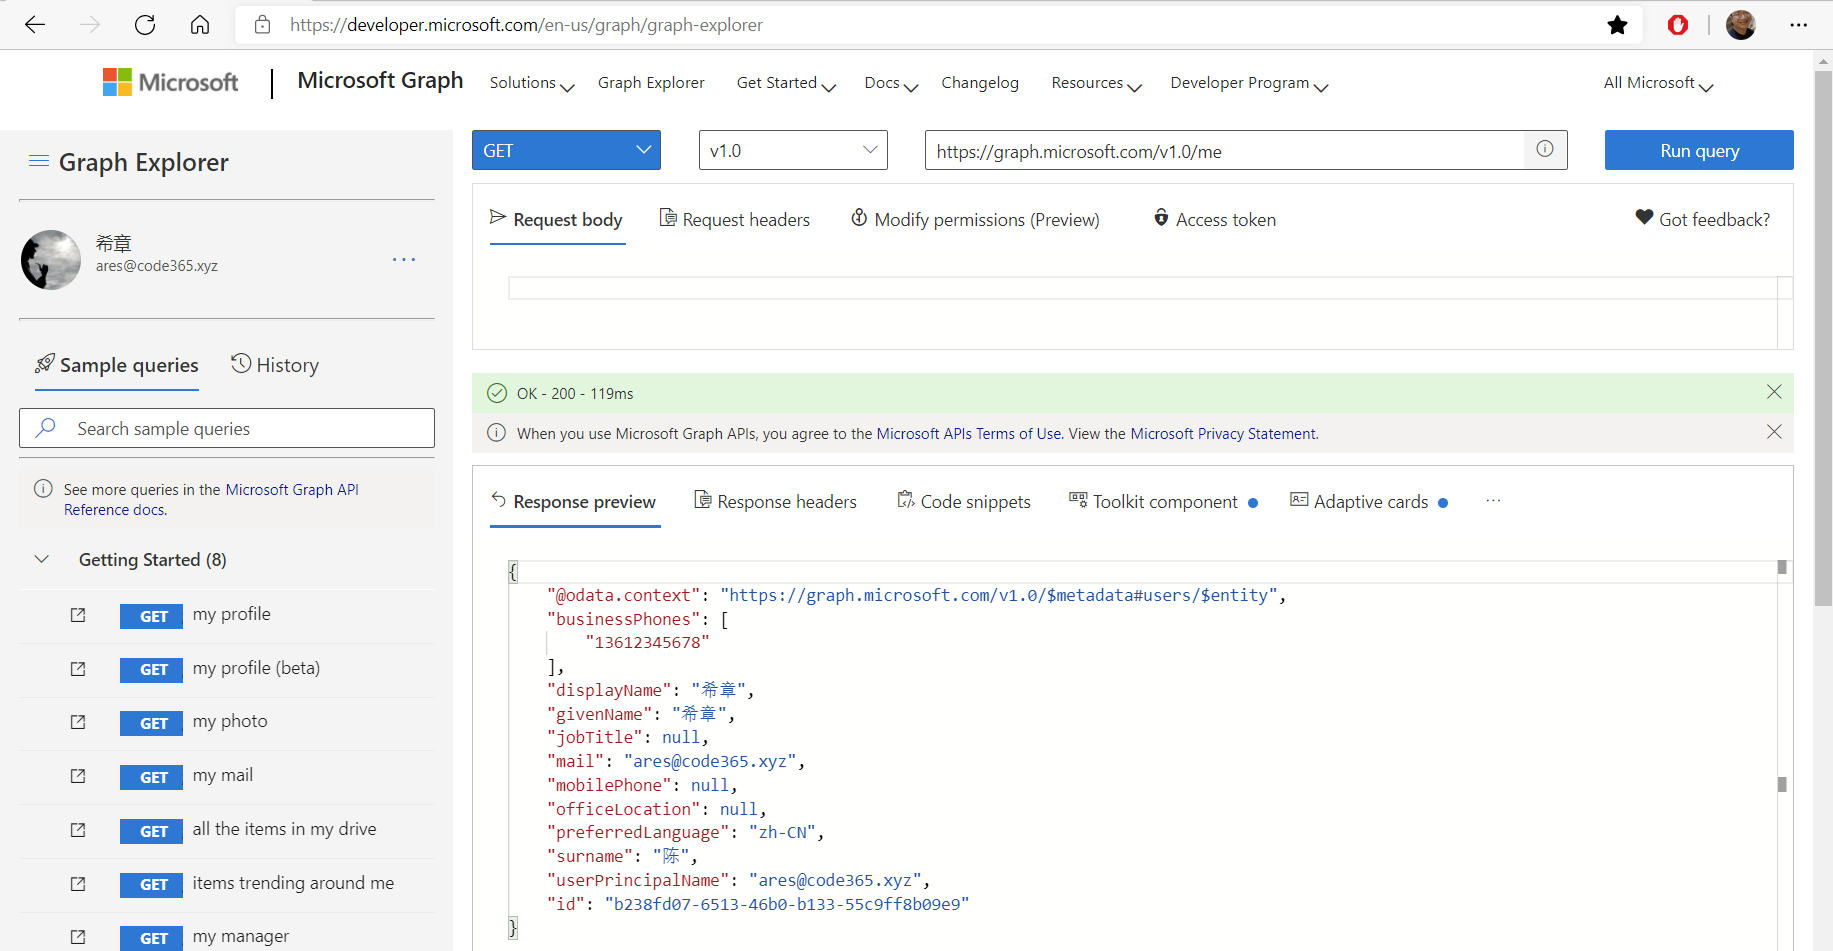 https://developer.microsoft.com/en-us/graph/graph-explorer
Microsoft
Microsoft Graph
Solutions
Graph Explorer
Get Started
Docs
Changelog
Resources
Developer Program
All Microsoft
Graph Explorer
希章
ares@code365.xyz
Sample queries
History
Search sample queries
See more queries in the Microsoft Graph API
Reference docs.
Getting Started (8)
GET my profile
GET my profile (beta)
GET my photo
GET my mail
GET all the items in my drive
GET items trending around me
GET my manager
GET
v1.0
https://graph.microsoft.com/v1.0/me
Run query
Request body
Request headers
Modify permissions (Preview)
Access token
Got feedback?
OK - 200 - 119ms
When you use Microsoft Graph APIs, you agree to the Microsoft APIs Terms of Use. View the Microsoft Privacy Statement.
Response preview
Response headers
Code snippets
Toolkit component
Adaptive cards
{
"@odata.context": "https://graph.microsoft.com/v1.0/$metadata#users/$entity",
"businessPhones": [
"13612345678"
],
"displayName": "希章",
"givenName": "希章",
"jobTitle": null,
"mail": "ares@code365.xyz",
"mobilePhone": null,
"officeLocation": null,
"preferredLanguage": "zh-CN",
"surname": "陈",
"userPrincipalName": "ares@code365.xyz",
"id": "b238fd07-6513-46b0-b133-55c9ff8b09e9"
}